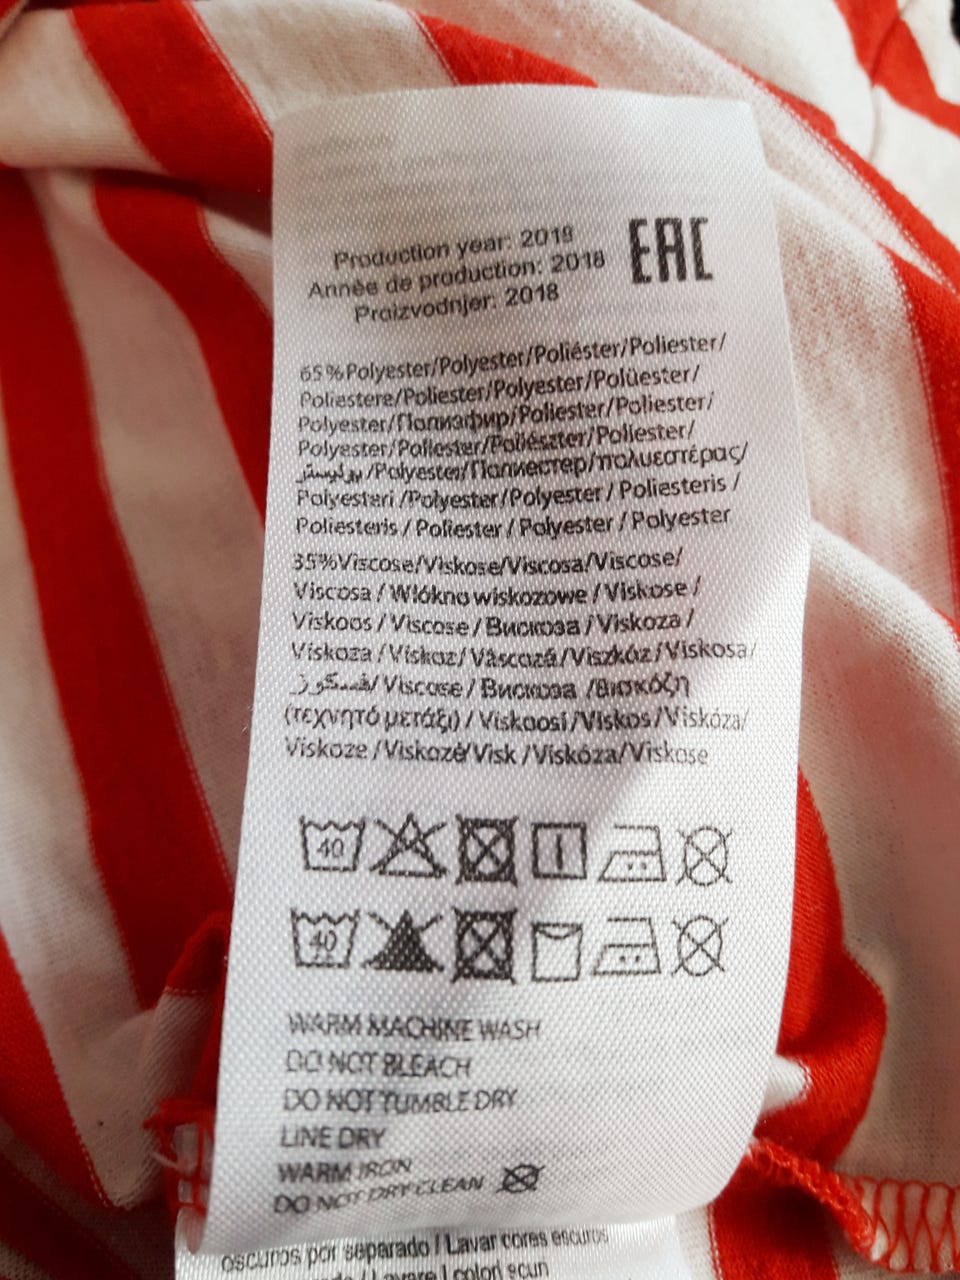 Production year: 2018
Année de production: 2018
Proizvodnjer: 2018
EAC
65%Polyester/Polyester/Poliéster/Poliester/
Poliestere/Poliester/Polyester/Polüester/
Polyester/Полиэфир/Poliester/Poliester/
Polyester/Poliester/Poliészter/Poliester/
بوليستر/Polyester/Полиестер/πολυεστέρας/
Polyesteri /Polyester/Polyester / Poliesteris /
Poliesteris / Poliester / Polyester / Polyester
35%Viscose/Viskose/Viscosa/Viscose/
Viscosa / Włókno wiskozowe / Viskose /
Viskoos / Viscose / Вискоза / Viskoza /
Viskoza / Viskoz / Vâscoză /Viszkóz / Viskosa/
فسكوز/ Viscose / Вискоза /Βισκόζη
(τεχνητό μετάξι) / Viskoosi /Viskos / Viskóza/
Viskoze /Viskozė/Visk /Viskóza/Viskose
40
40
WARM MACHINE WASH
DO NOT BLEACH
DO NOT TUMBLE DRY
LINE DRY
WARM IRON
DO NOT DRY CLEAN
oscuros por separado / Lavar cores escuros
/ Lavare I colori scuri